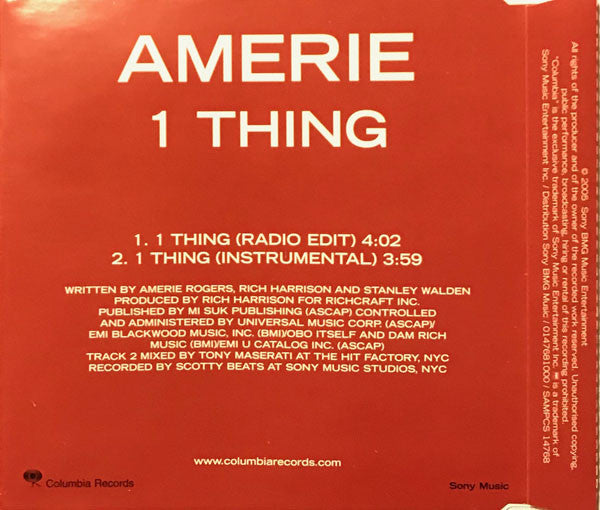 AMERIE
1 THING
1. 1 THING (RADIO EDIT) 4:02
2. 1 THING (INSTRUMENTAL) 3:59
WRITTEN BY AMERIE ROGERS, RICH HARRISON AND STANLEY WALDEN
PRODUCED BY RICH HARRISON FOR RICHCRAFT INC.
PUBLISHED BY MI SUK PUBLISHING (ASCAP) CONTROLLED
AND ADMINISTERED BY UNIVERSAL MUSIC CORP. (ASCAP)/
EMI BLACKWOOD MUSIC, INC. (BMI)/OBO ITSELF AND DAM RICH
MUSIC (BMI)/EMI U CATALOG INC. (ASCAP)
TRACK 2 MIXED BY TONY MASERATI AT THE HIT FACTORY, NYC
RECORDED BY SCOTTY BEATS AT SONY MUSIC STUDIOS, NYC
www.columbiarecords.com
Columbia Records
Sony Music
© 2005 Sony BMG Music Entertainment
All rights of the producer and of the owner of the recorded work reserved. Unauthorised copying,
public performance, broadcasting, hiring or rental of this recording prohibited.
"Columbia" is the exclusive trademark of Sony Music Entertainment Inc. is a trademark of
Sony Music Entertainment Inc. / Distribution Sony BMG Music / 0147681000 / SAMPCS 14768